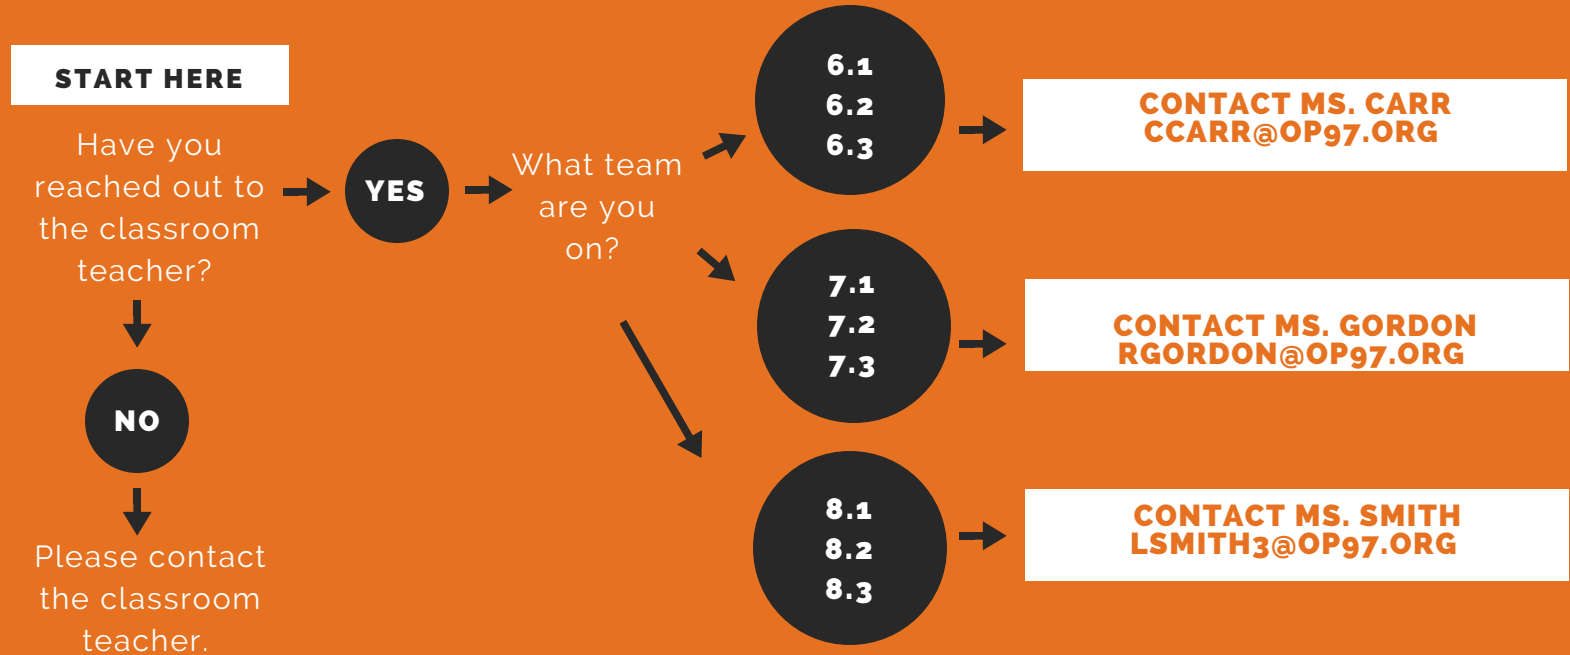 START HERE
Have you
reached out to
the classroom
teacher?
YES
What team
are you
on?
6.1
6.2
6.3
CONTACT MS. CARR
CCARR@OP97.ORG
7.1
7.2
7.3
CONTACT MS. GORDON
RGORDON@OP97.ORG
8.1
8.2
8.3
CONTACT MS. SMITH
LSMITH3@OP97.ORG
NO
Please contact
the classroom
teacher.